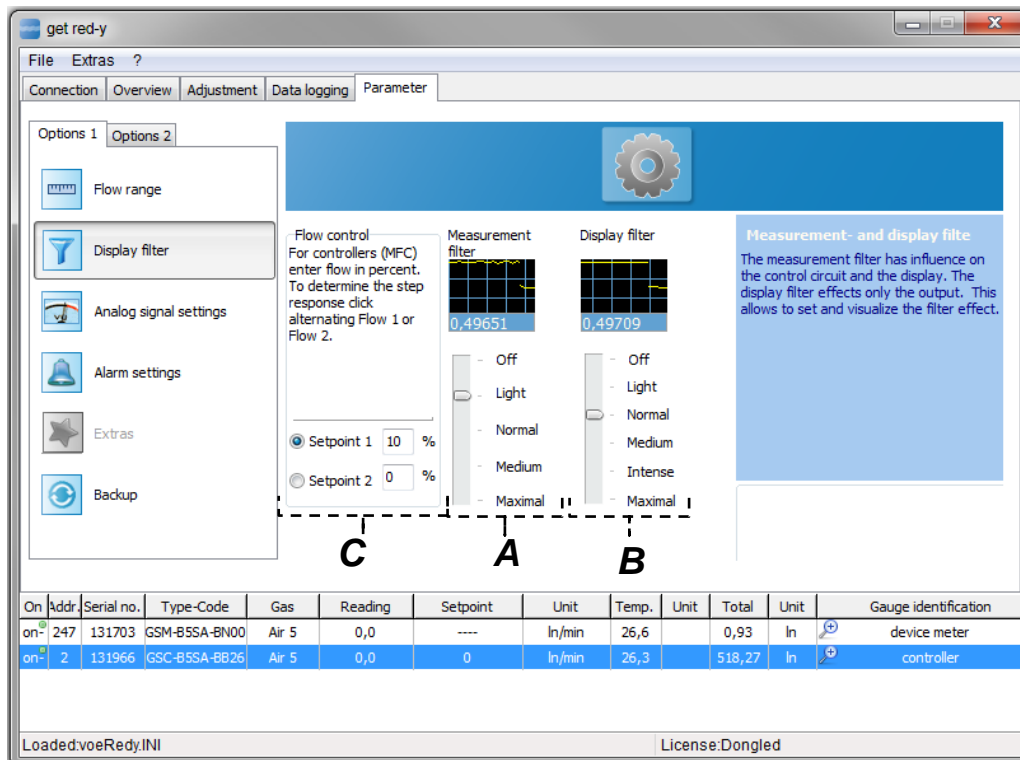 get red-y
File Extras ?
Connection Overview Adjustment Data logging Parameter
Options 1 Options 2
Flow range
Display filter
Analog signal settings
Alarm settings
Extras
Backup
Flow control
For controllers (MFC)
enter flow in percent.
To determine the step
response click
alternating Flow 1 or
Flow 2.
Setpoint 1 10 %
Setpoint 2 0 %
Measurement
filter
0,49651
Off
Light
Normal
Medium
Maximal
Display filter
0,49709
Off
Light
Normal
Medium
Intense
Maximal
C A B
Measurement- and display filte
The measurement filter has influence on
the control circuit and the display. The
display filter effects only the output. This
allows to set and visualize the filter effect.
On Addr. Serial no. Type-Code Gas Reading Setpoint Unit Temp. Unit Total Unit Gauge identification
on- 247 131703 GSM-B5SA-BN00 Air 5 0,0 ---- ln/min 26,6 0,93 ln device meter
on- 2 131966 GSC-B5SA-BB26 Air 5 0,0 0 ln/min 26,3 518,27 ln controller
Loaded:voeRedy.INI License:Dongled